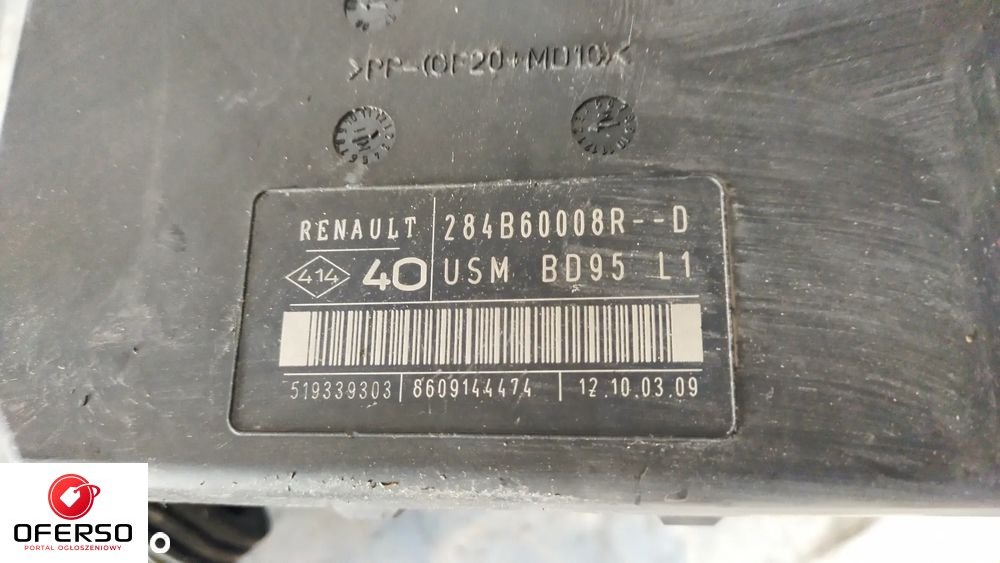 >PP-(GF20+MD10)<
RENAULT
284B60008R--D
414
40
USM BD95 L1
519339303
8609144474
12.10.03.09
OFERSO
PORTAL OGŁOSZENIOWY